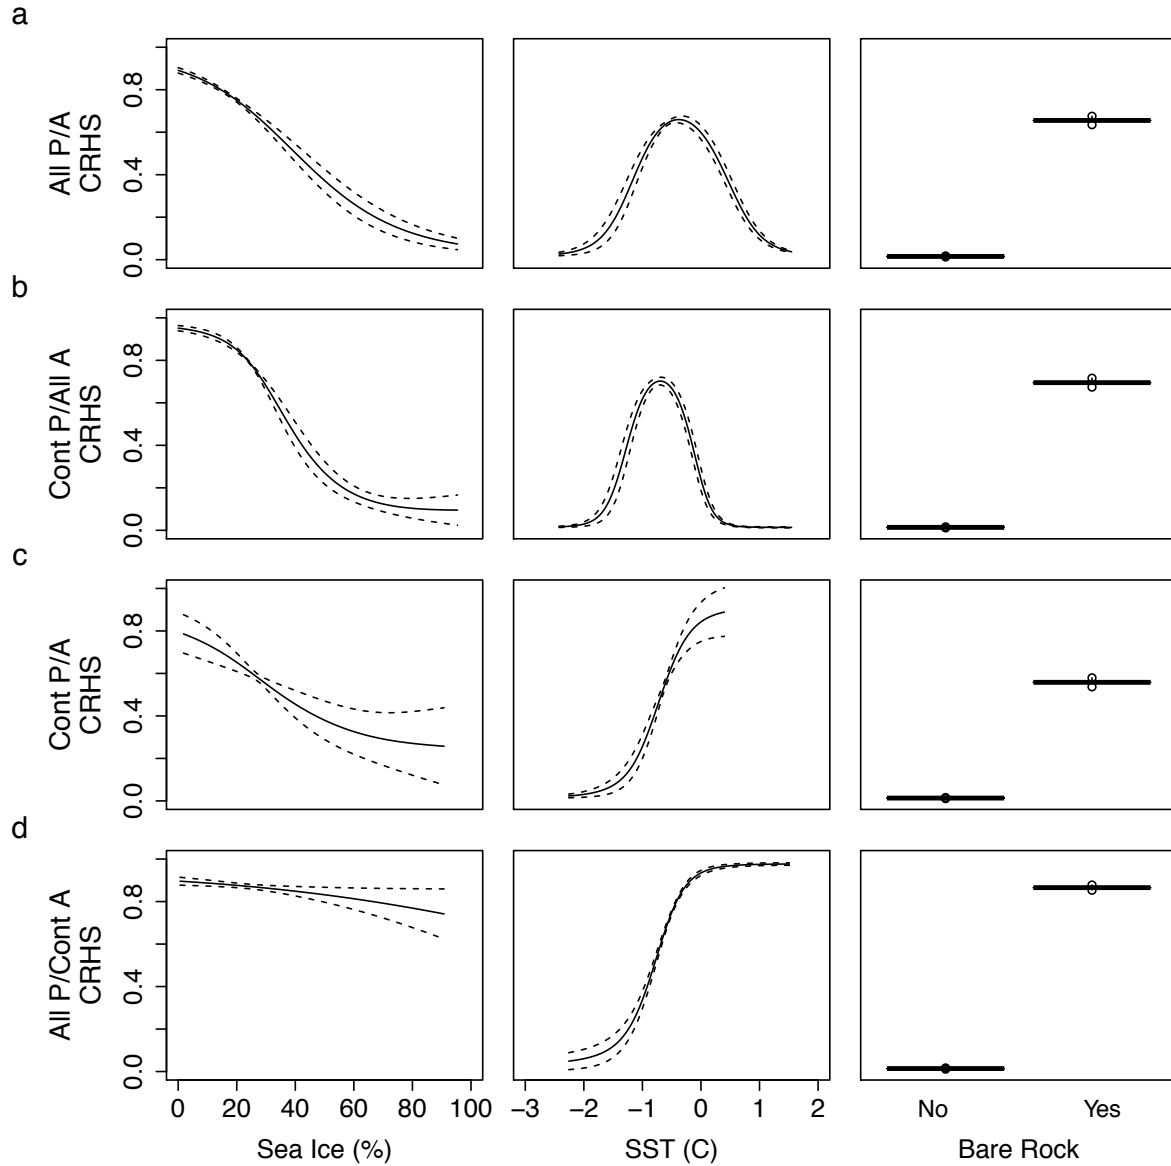 a
All P/A
CRHS
0.0 0.4 0.8
b
Cont P/All A
CRHS
0.0 0.4 0.8
c
Cont P/A
CRHS
0.0 0.4 0.8
d
All P/Cont A
CRHS
0.0 0.4 0.8
0 20 40 60 80 100
−3 −2 −1 0 1 2
No Yes
Sea Ice (%)
SST (C)
Bare Rock